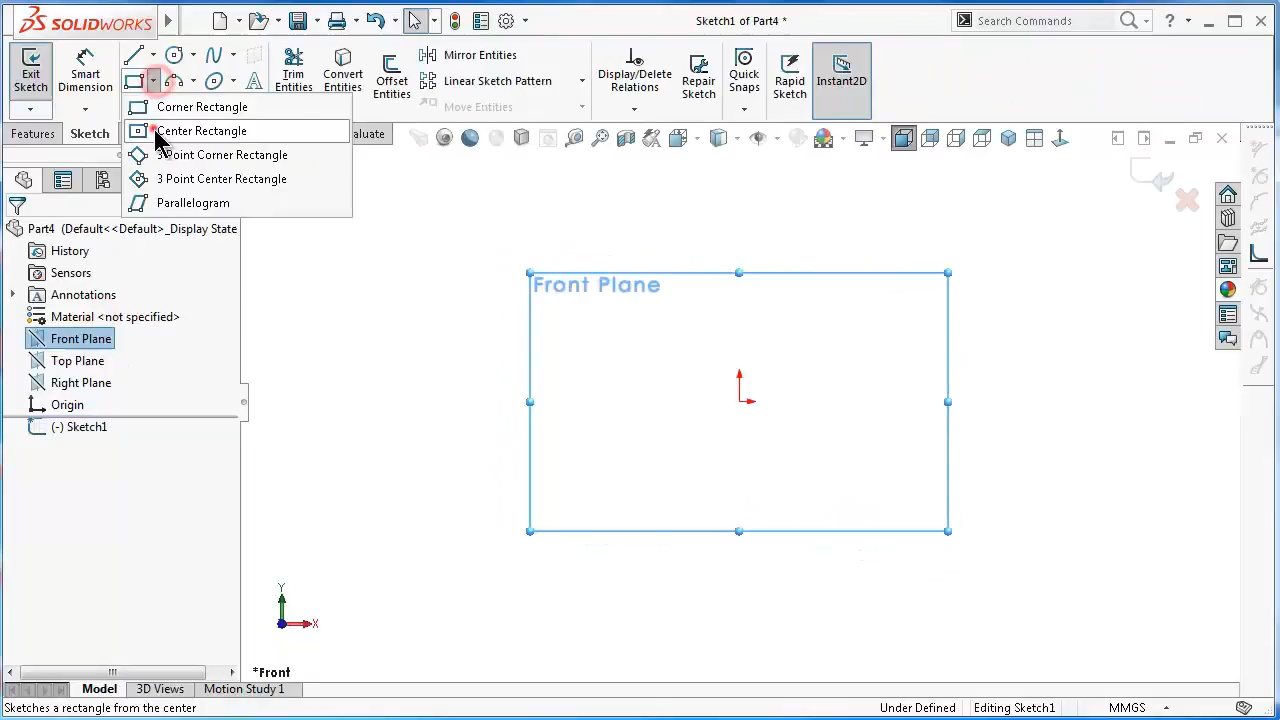 SOLIDWORKS
Sketch1 of Part4 *
Search Commands
?
Exit Sketch
Smart Dimension
Trim Entities
Convert Entities
Offset Entities
Mirror Entities
Linear Sketch Pattern
Move Entities
Display/Delete Relations
Repair Sketch
Quick Snaps
Rapid Sketch
Instant2D
Corner Rectangle
Center Rectangle
3 Point Corner Rectangle
3 Point Center Rectangle
Parallelogram
Features
Sketch
aluate
Part4 (Default<<Default>_Display State
History
Sensors
Annotations
Material <not specified>
Front Plane
Top Plane
Right Plane
Origin
(-) Sketch1
Front Plane
Y
X
*Front
Model
3D Views
Motion Study 1
Sketches a rectangle from the center
Under Defined
Editing Sketch1
MMGS